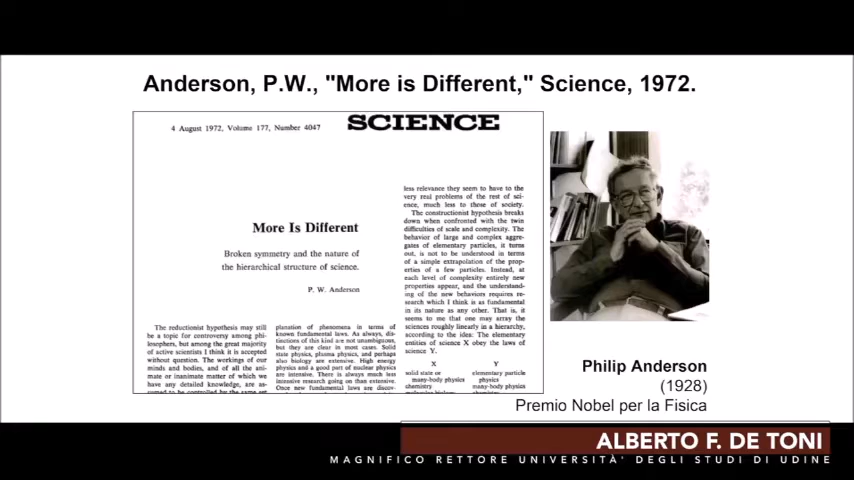 Anderson, P.W., "More is Different," Science, 1972.
4 August 1972, Volume 177, Number 4047
SCIENCE
More Is Different
Broken symmetry and the nature of
the hierarchical structure of science.
P. W. Anderson
The reductionist hypothesis may still
be a topic for controversy among phi-
losophers, but among the great majority
of active scientists I think it is accepted
without question. The workings of our
minds and bodies, and of all the ani-
mate or inanimate matter of which we
have any detailed knowledge, are as-
sumed to be controlled by the same set
planation of phenomena in terms of
known fundamental laws. As always, dis-
tinctions of this kind are not unambiguous,
but they are clear in most cases. Solid
state physics, plasma physics, and perhaps
also biology are extensive. High energy
physics and a good part of nuclear physics
are intensive. There is always much less
intensive research going on than extensive.
Once new fundamental laws are discov-
less relevance they seem to have to the
very real problems of the rest of sci-
ence, much less to those of society.
The constructionist hypothesis breaks
down when confronted with the twin
difficulties of scale and complexity. The
behavior of large and complex aggre-
gates of elementary particles, it turns
out, is not to be understood in terms
of a simple extrapolation of the prop-
erties of a few particles. Instead, at
each level of complexity entirely new
properties appear, and the understand-
ing of the new behaviors requires re-
search which I think is as fundamental
in its nature as any other. That is, it
seems to me that one may array the
sciences roughly linearly in a hierarchy,
according to the idea: The elementary
entities of science X obey the laws of
science Y.
X Y
solid state or elementary particle
many-body physics physics
chemistry many-body physics
molecular biology chemistry
Philip Anderson
(1928)
Premio Nobel per la Fisica
ALBERTO F. DE TONI
MAGNIFICO RETTORE UNIVERSITÀ' DEGLI STUDI DI UDINE